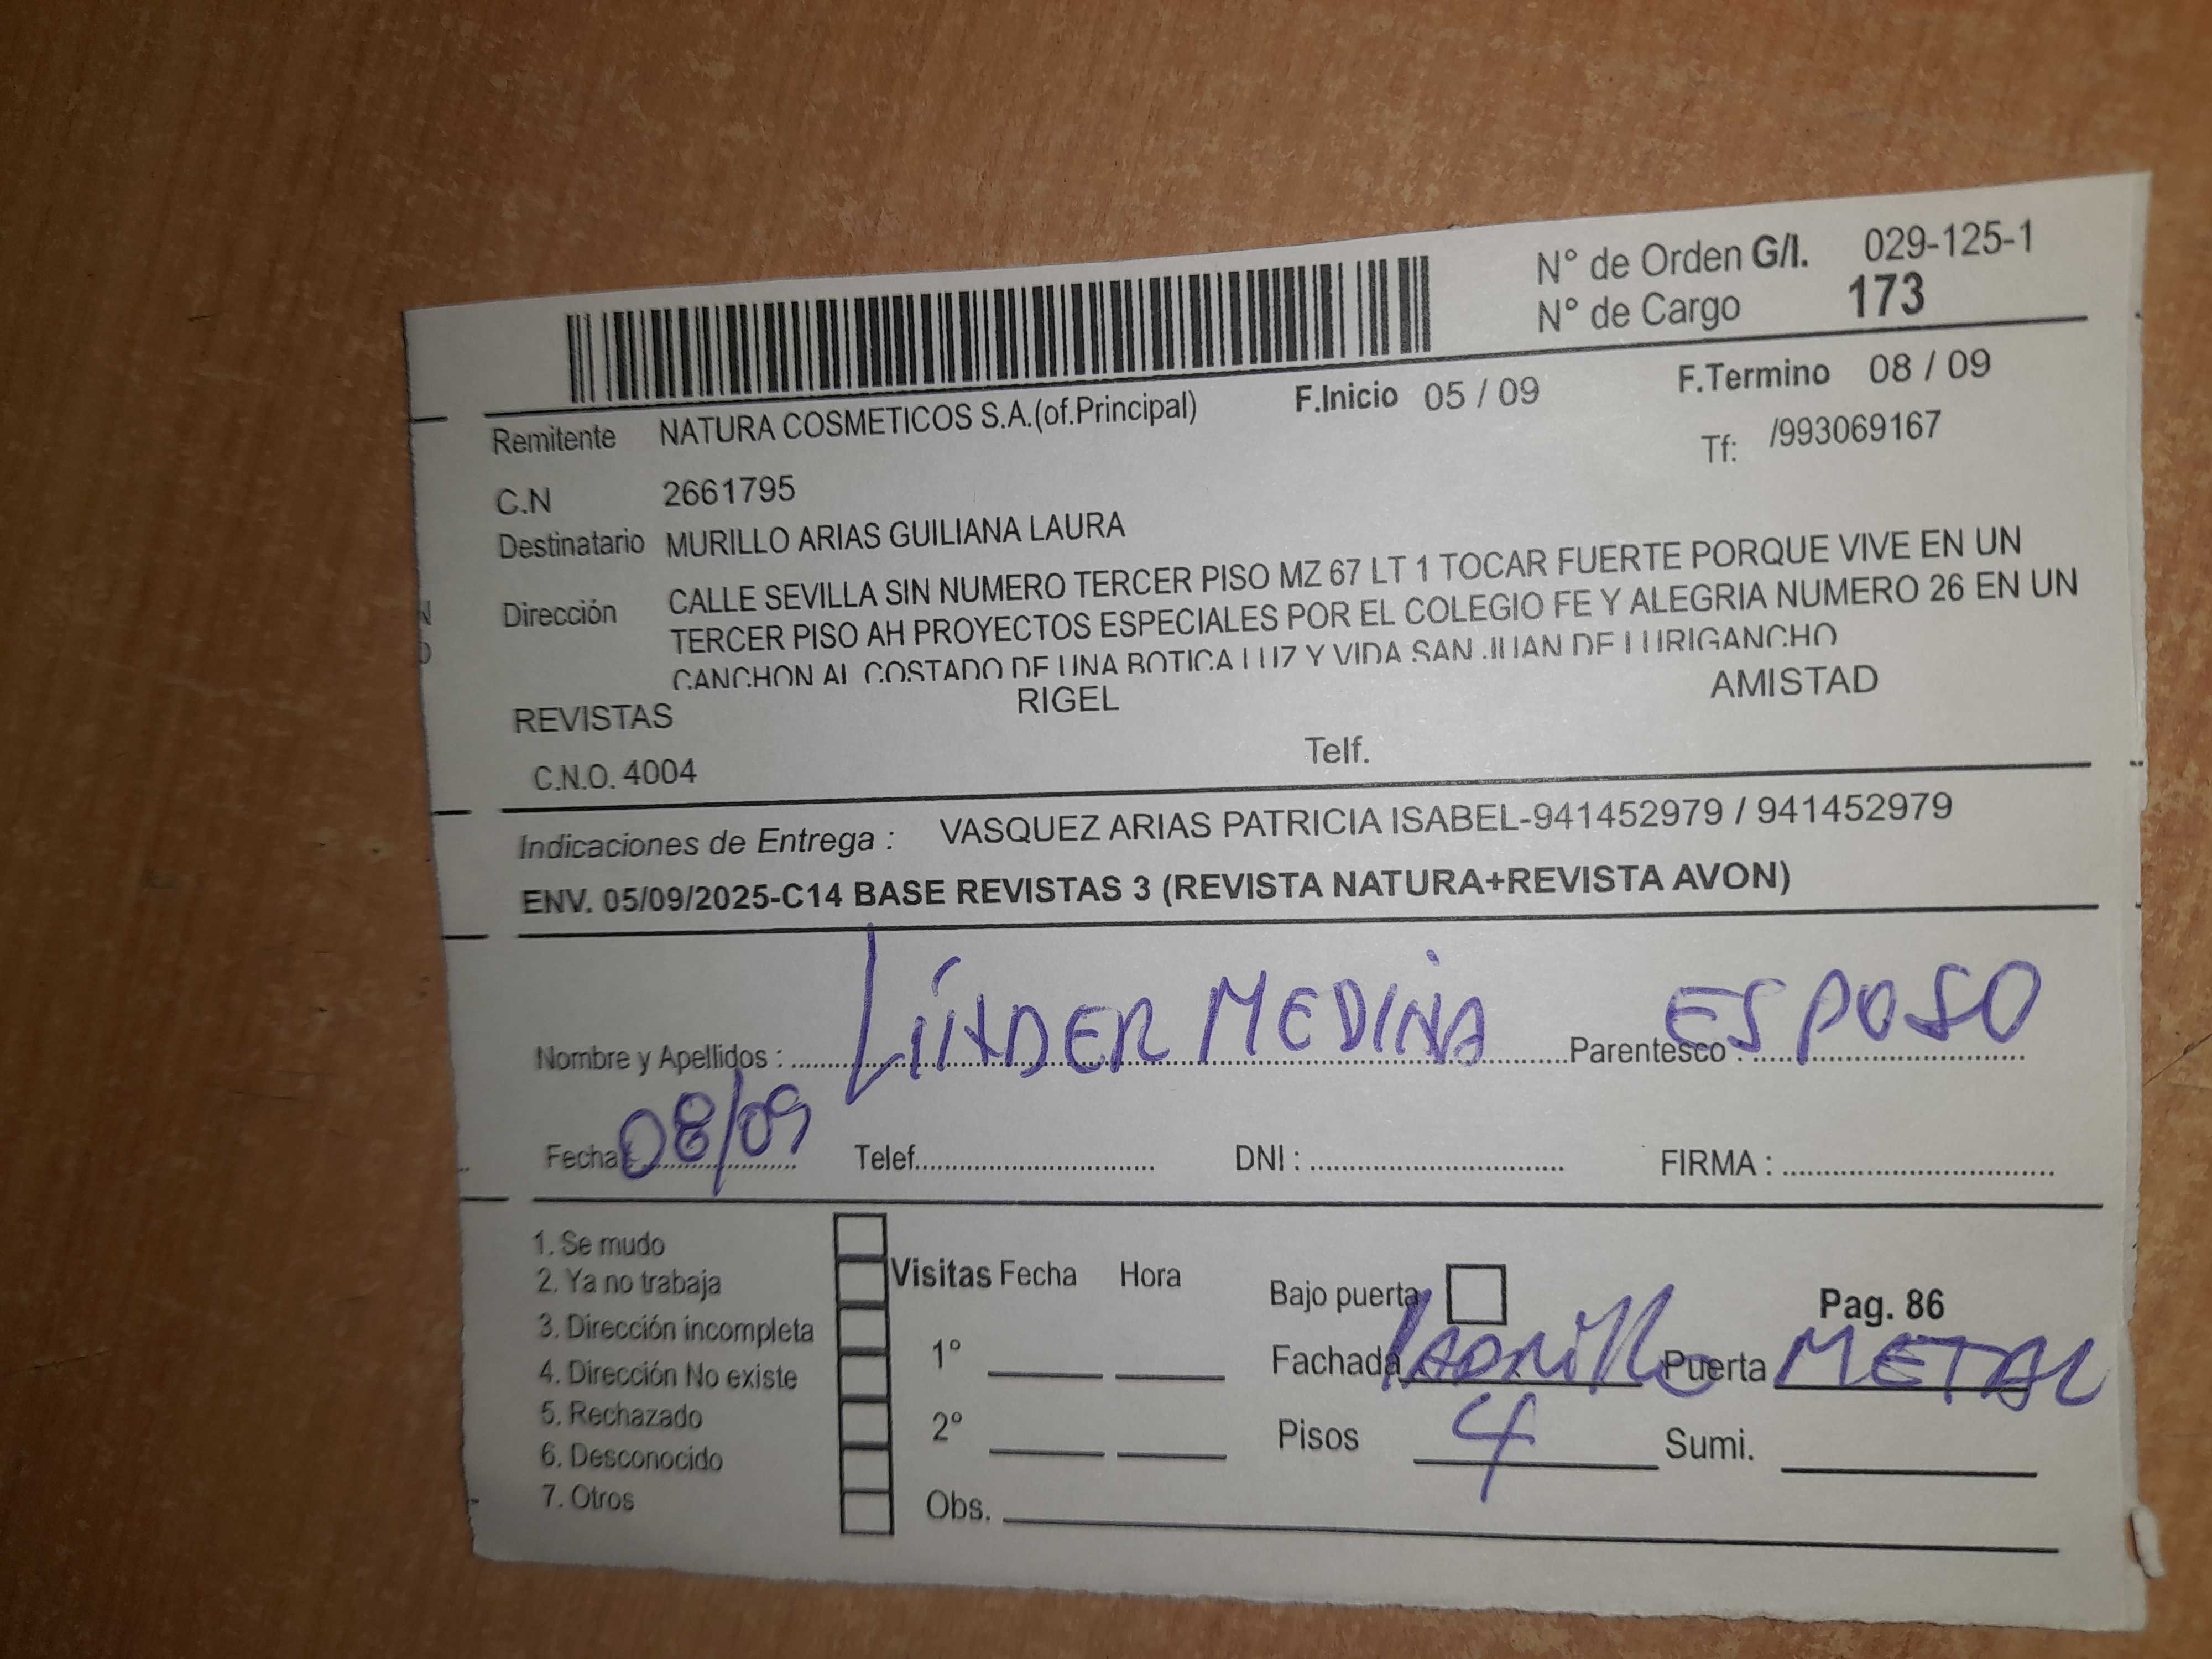 N° de Orden G/I. 029-125-1
N° de Cargo 173
F.Inicio 05 / 09 F.Termino 08 / 09
Remitente NATURA COSMETICOS S.A.(of.Principal)
Tf: /993069167
C.N 2661795
Destinatario MURILLO ARIAS GUILIANA LAURA
Dirección CALLE SEVILLA SIN NUMERO TERCER PISO MZ 67 LT 1 TOCAR FUERTE PORQUE VIVE EN UN
TERCER PISO AH PROYECTOS ESPECIALES POR EL COLEGIO FE Y ALEGRIA NUMERO 26 EN UN
CANCHON AL COSTADO DE UNA BOTICA LUZ Y VIDA SAN JUAN DE LURIGANCHO
REVISTAS RIGEL AMISTAD
C.N.O. 4004 Telf.
Indicaciones de Entrega : VASQUEZ ARIAS PATRICIA ISABEL-941452979 / 941452979
ENV. 05/09/2025-C14 BASE REVISTAS 3 (REVISTA NATURA+REVISTA AVON)
Nombre y Apellidos : MEDINA Parentesco : ESPOSO
Fecha 08/09 Telef. DNI : FIRMA :
1. Se mudo
2. Ya no trabaja
3. Dirección incompleta
4. Dirección No existe
5. Rechazado
6. Desconocido
7. Otros
Visitas Fecha Hora
1°
2°
Obs.
Bajo puerta Pag. 86
Fachada ladrillo Puerta METAL
Pisos 4 Sumi.